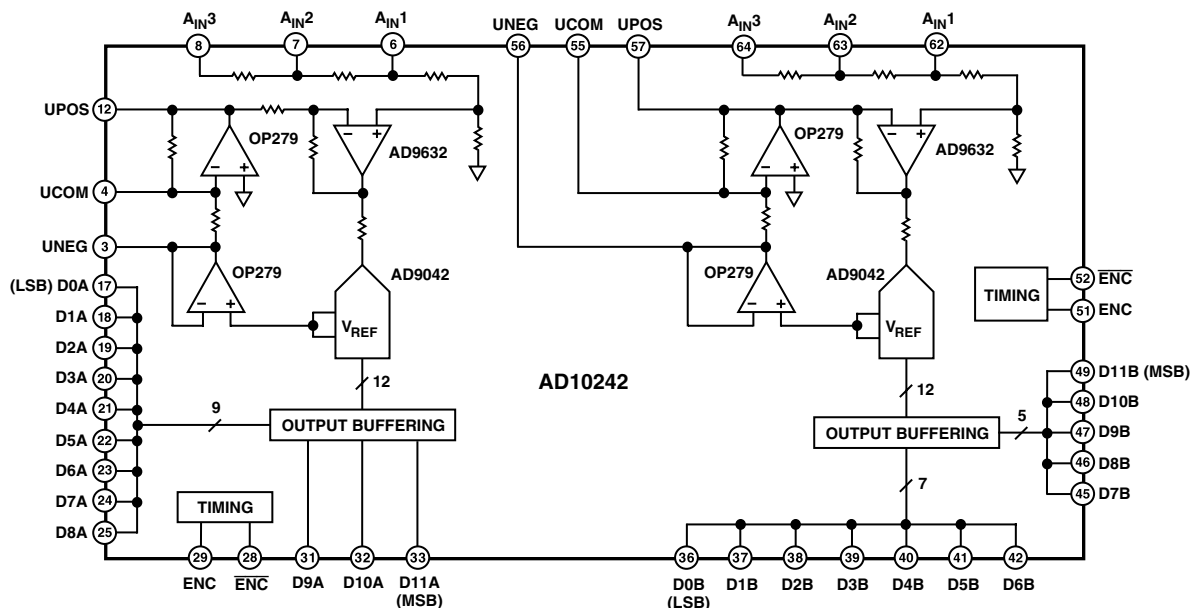 AIN3
AIN2
AIN1
UNEG
UCOM
UPOS
AIN3
AIN2
AIN1
8
7
6
56
55
57
64
63
62
UPOS
12
OP279
AD9632
OP279
AD9632
− +
− +
− +
− +
UCOM
4
UNEG
3
OP279
AD9042
OP279
AD9042
− +
VREF
− +
VREF
TIMING
52
ENC
51
ENC
(LSB) D0A
17
D1A
18
D2A
19
D3A
20
D4A
21
D5A
22
D6A
23
D7A
24
D8A
25
AD10242
12
12
9
OUTPUT BUFFERING
OUTPUT BUFFERING
5
7
49
D11B (MSB)
48
D10B
47
D9B
46
D8B
45
D7B
TIMING
29
28
31
32
33
36
37
38
39
40
41
42
ENC
ENC
D9A
D10A
D11A
(MSB)
D0B
(LSB)
D1B
D2B
D3B
D4B
D5B
D6B